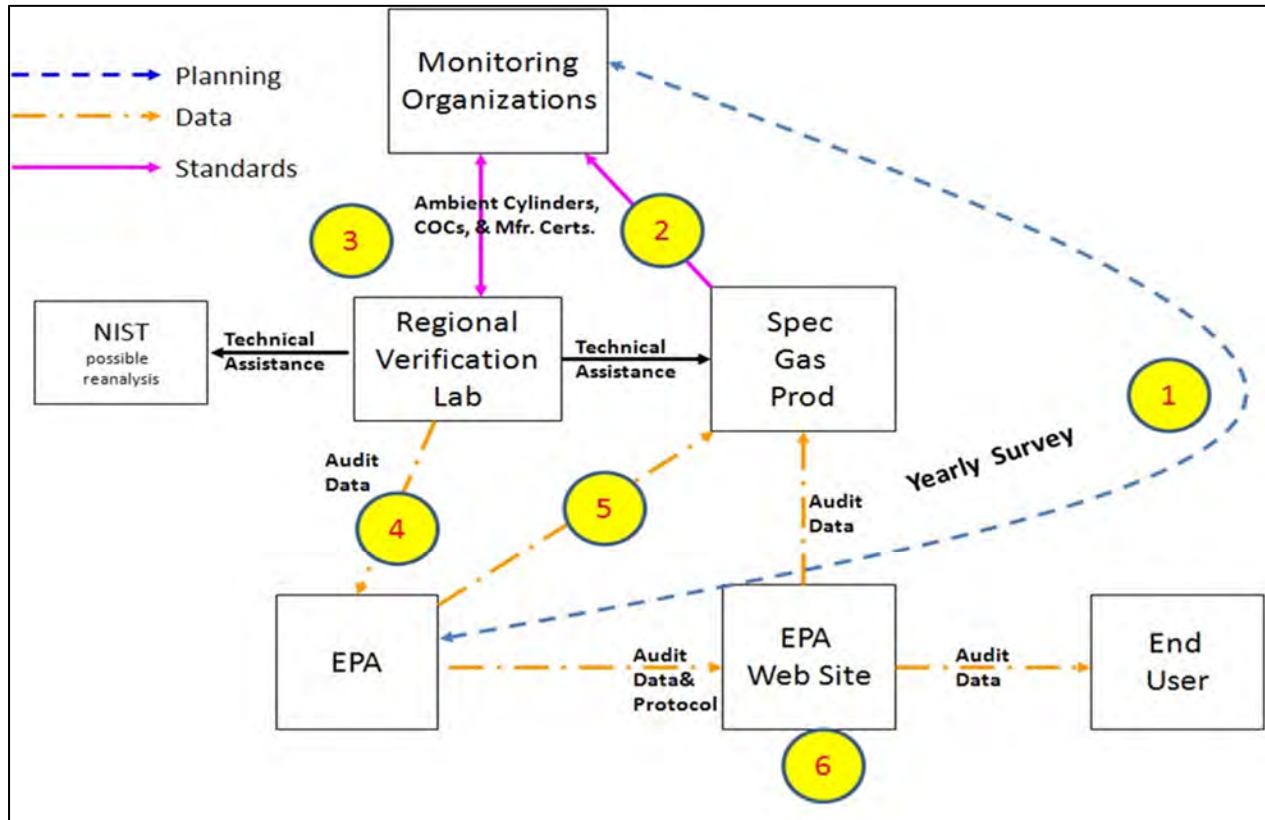 Monitoring
Organizations
Planning
Data
Standards
Ambient Cylinders,
COCs, & Mfr. Certs.
2
3
NIST
possible
reanalysis
Technical
Assistance
Regional
Verification
Lab
Technical
Assistance
Spec
Gas
Prod
1
Yearly Survey
Audit
Data
4
5
Audit
Data
EPA
Audit
Data&
Protocol
EPA
Web Site
Audit
Data
End
User
6